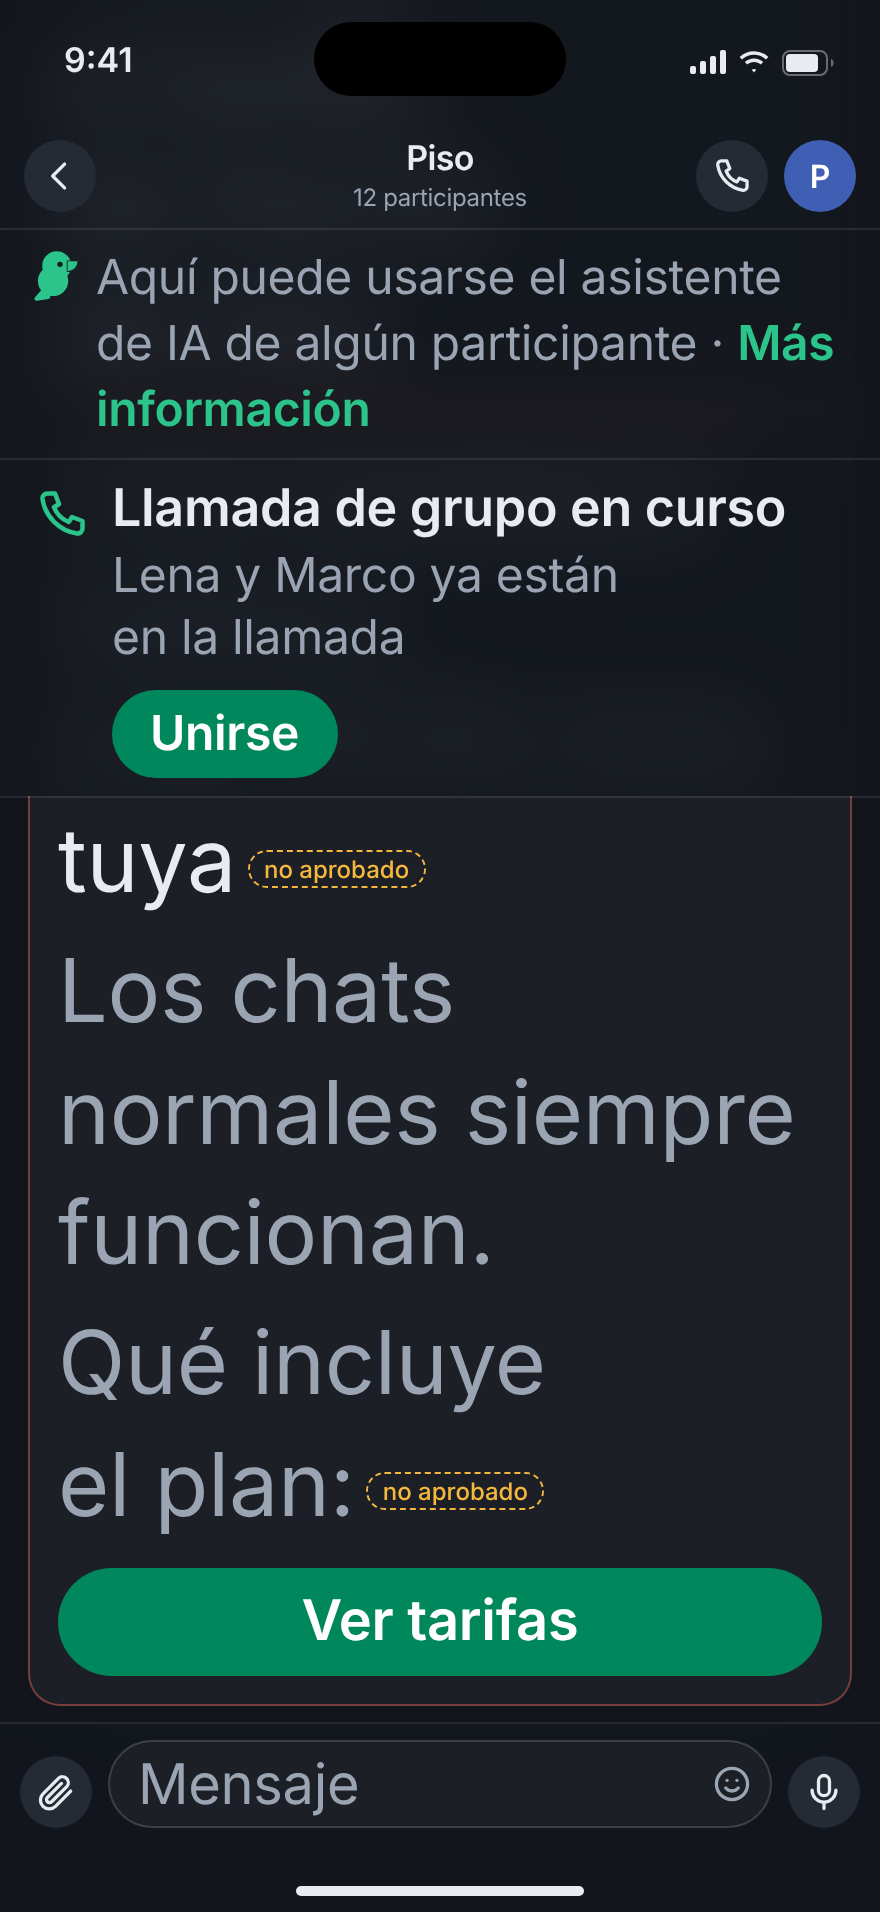 9:41
Piso
12 participantes
P
Aquí puede usarse el asistente
de IA de algún participante · Más
información
Llamada de grupo en curso
Lena y Marco ya están
en la llamada
Unirse
tuya no aprobado
Los chats
normales siempre
funcionan.
Qué incluye
el plan: no aprobado
Ver tarifas
Mensaje